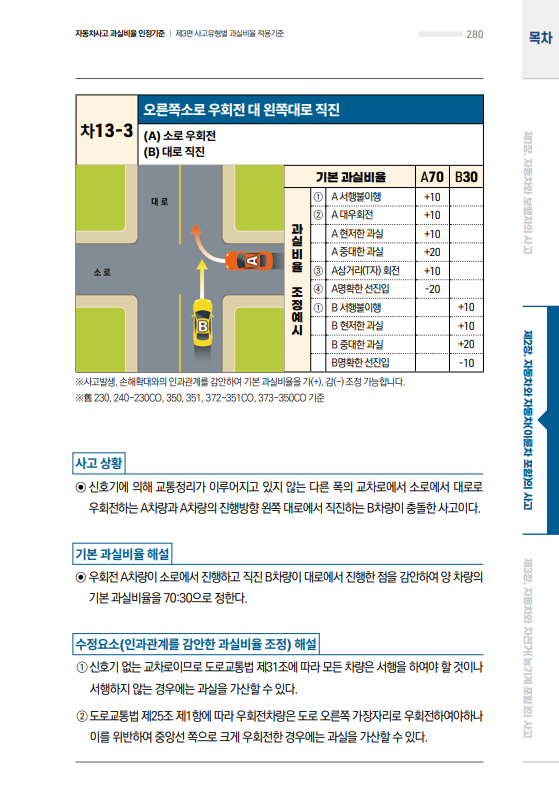 자동차사고 과실비율 인정기준 | 제3편 사고유형별 과실비율 적용기준
280
목차
차13-3
오른쪽소로 우회전 대 왼쪽대로 직진
(A) 소로 우회전
(B) 대로 직진
대 로
소 로
A
B
과실비율 조정예시
기본 과실비율 A70 B30
① A 서행불이행 +10
② A 대우회전 +10
A 현저한 과실 +10
A 중대한 과실 +20
③ A삼거리(T자) 회전 +10
④ A명확한 선진입 -20
① B 서행불이행 +10
B 현저한 과실 +10
B 중대한 과실 +20
B명확한 선진입 -10
※사고발생, 손해확대와의 인과관계를 감안하여 기본 과실비율을 가(+), 감(-) 조정 가능합니다.
※舊 230, 240-230CO, 350, 351, 372-351CO, 373-350CO 기준
사고 상황
⊙ 신호기에 의해 교통정리가 이루어지고 있지 않는 다른 폭의 교차로에서 소로에서 대로로
우회전하는 A차량과 A차량의 진행방향 왼쪽 대로에서 직진하는 B차량이 충돌한 사고이다.
기본 과실비율 해설
⊙ 우회전 A차량이 소로에서 진행하고 직진 B차량이 대로에서 진행한 점을 감안하여 양 차량의
기본 과실비율을 70:30으로 정한다.
수정요소(인과관계를 감안한 과실비율 조정) 해설
① 신호기 없는 교차로이므로 도로교통법 제31조에 따라 모든 차량은 서행을 하여야 할 것이나
서행하지 않는 경우에는 과실을 가산할 수 있다.
② 도로교통법 제25조 제1항에 따라 우회전차량은 도로 오른쪽 가장자리로 우회전하여야하나
이를 위반하여 중앙선 쪽으로 크게 우회전한 경우에는 과실을 가산할 수 있다.
제1장. 자동차와 보행자의 사고
제2장. 자동차와 자동차(이륜차 포함)의 사고
제3장. 자동차와 자전거(농기계 포함)의 사고